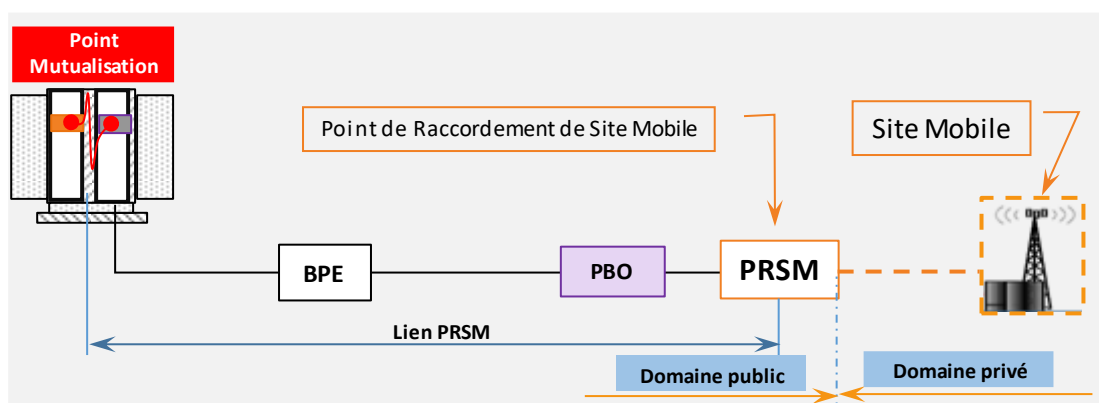 Point
Mutualisation
Point de Raccordement de Site Mobile
Site Mobile
BPE
PBO
PRSM
Lien PRSM
Domaine public
Domaine privé